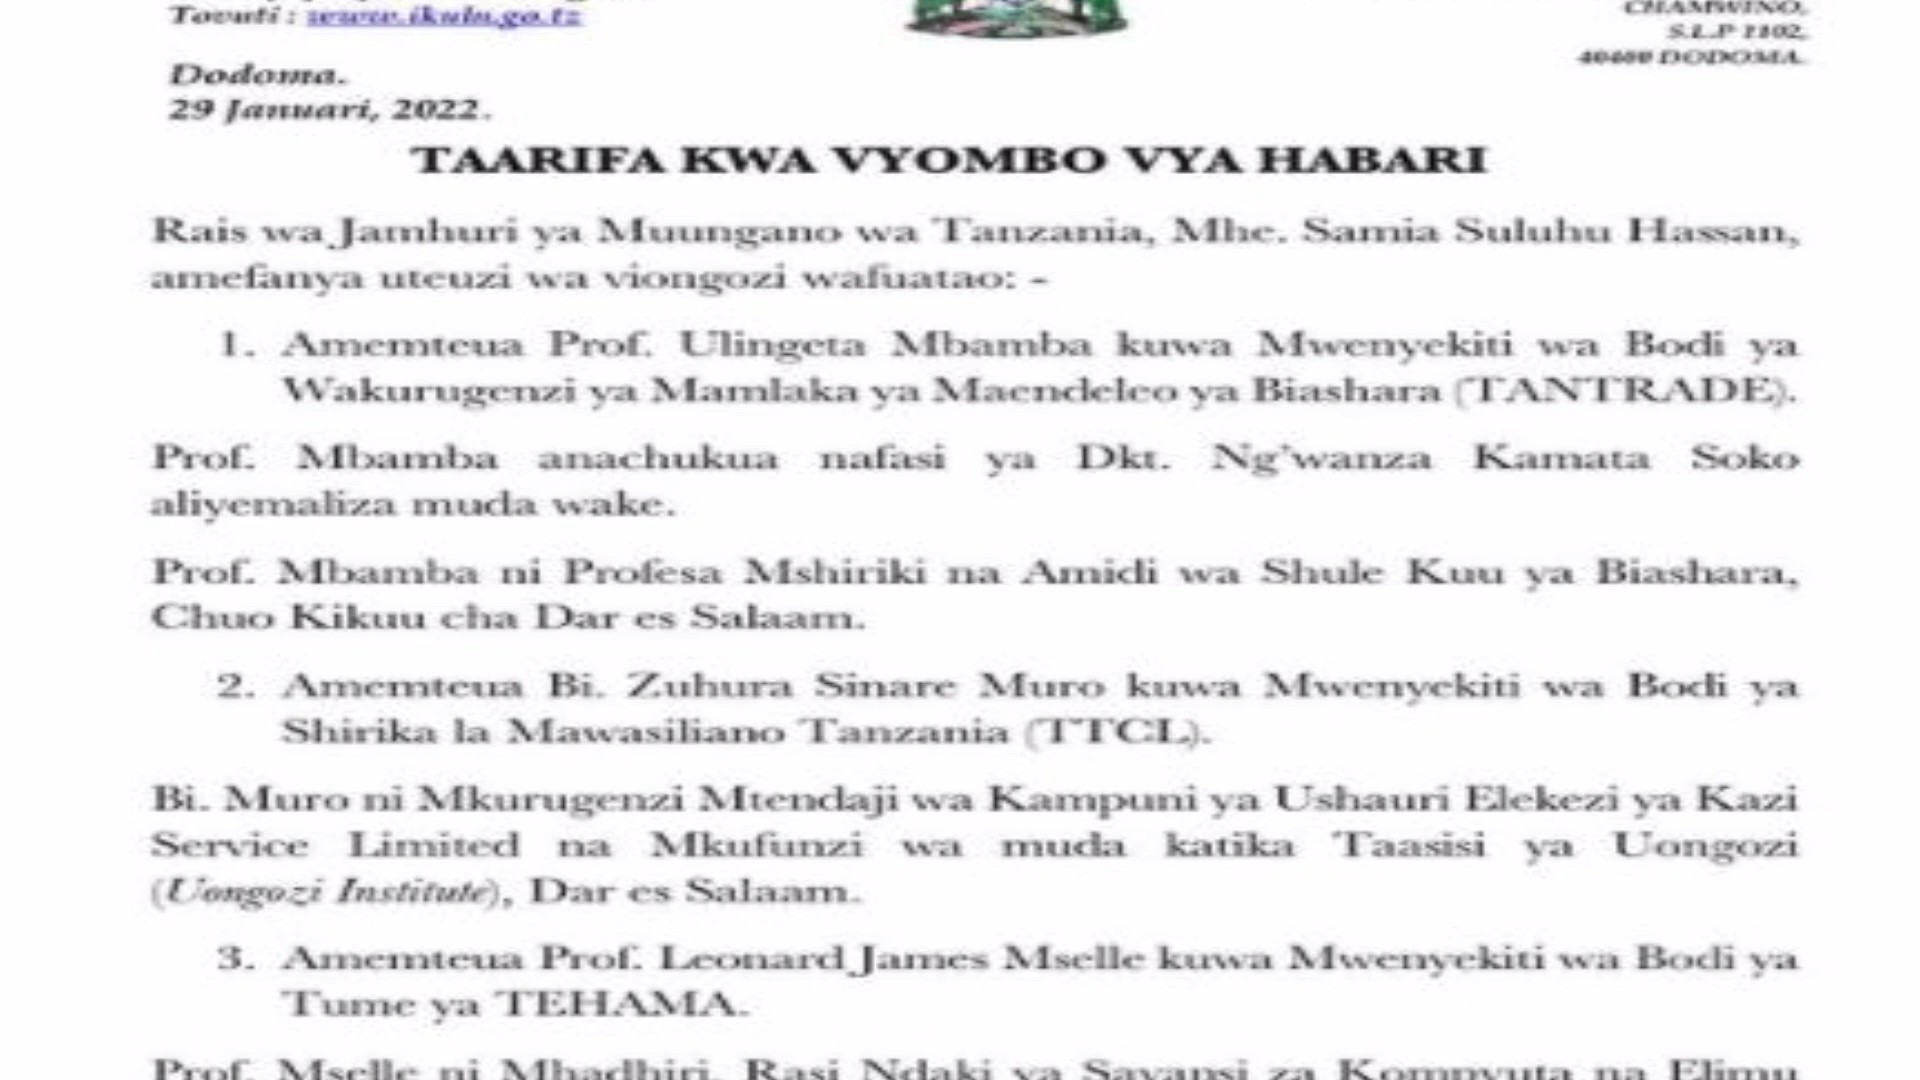 Tovuti : www.ikulu.go.tz
CHAMWINO,
S.L.P 1102,
40400 DODOMA.
Dodoma.
29 Januari, 2022.
TAARIFA KWA VYOMBO VYA HABARI
Rais wa Jamhuri ya Muungano wa Tanzania, Mhe. Samia Suluhu Hassan,
amefanya uteuzi wa viongozi wafuatao: -
1. Amemteua Prof. Ulingeta Mbamba kuwa Mwenyekiti wa Bodi ya
Wakurugenzi ya Mamlaka ya Maendeleo ya Biashara (TANTRADE).
Prof. Mbamba anachukua nafasi ya Dkt. Ng'wanza Kamata Soko
aliyemaliza muda wake.
Prof. Mbamba ni Profesa Mshiriki na Amidi wa Shule Kuu ya Biashara,
Chuo Kikuu cha Dar es Salaam.
2. Amemteua Bi. Zuhura Sinare Muro kuwa Mwenyekiti wa Bodi ya
Shirika la Mawasiliano Tanzania (TTCL).
Bi. Muro ni Mkurugenzi Mtendaji wa Kampuni ya Ushauri Elekezi ya Kazi
Service Limited na Mkufunzi wa muda katika Taasisi ya Uongozi
(Uongozi Institute), Dar es Salaam.
3. Amemteua Prof. Leonard James Mselle kuwa Mwenyekiti wa Bodi ya
Tume ya TEHAMA.
Prof. Mselle ni Mhadhiri, Rasi Ndaki ya Sayansi za Kompyuta na Elimu